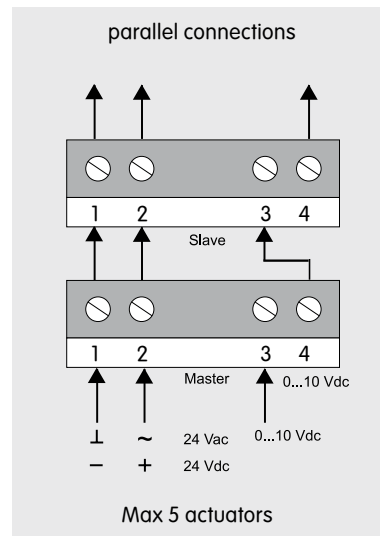 parallel connections
1 2 3 4
Slave
1 2 3 4
Master 0...10 Vdc
⊥ ~ 24 Vac 0...10 Vdc
− + 24 Vdc
Max 5 actuators